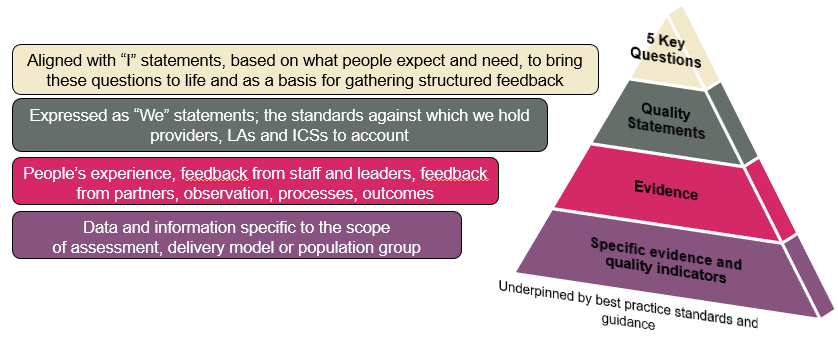 Aligned with “I” statements, based on what people expect and need, to bring
these questions to life and as a basis for gathering structured feedback
Expressed as “We” statements; the standards against which we hold
providers, LAs and ICSs to account
People’s experience, feedback from staff and leaders, feedback
from partners, observation, processes, outcomes
Data and information specific to the scope
of assessment, delivery model or population group
5 Key
Questions
Quality
Statements
Evidence
Specific evidence and
quality indicators
Underpinned by best practice standards and
guidance